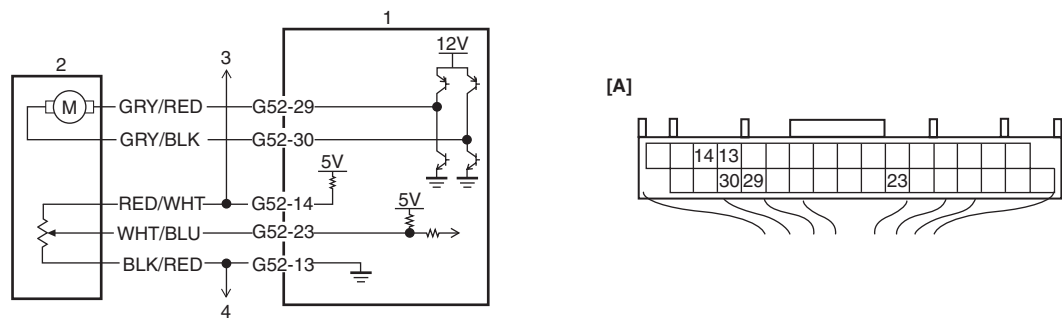 1
2
12V
3
M
GRY/RED
G52-29
GRY/BLK
G52-30
5V
RED/WHT
G52-14
5V
WHT/BLU
G52-23
BLK/RED
G52-13
4
[A]
14 13
30 29 23